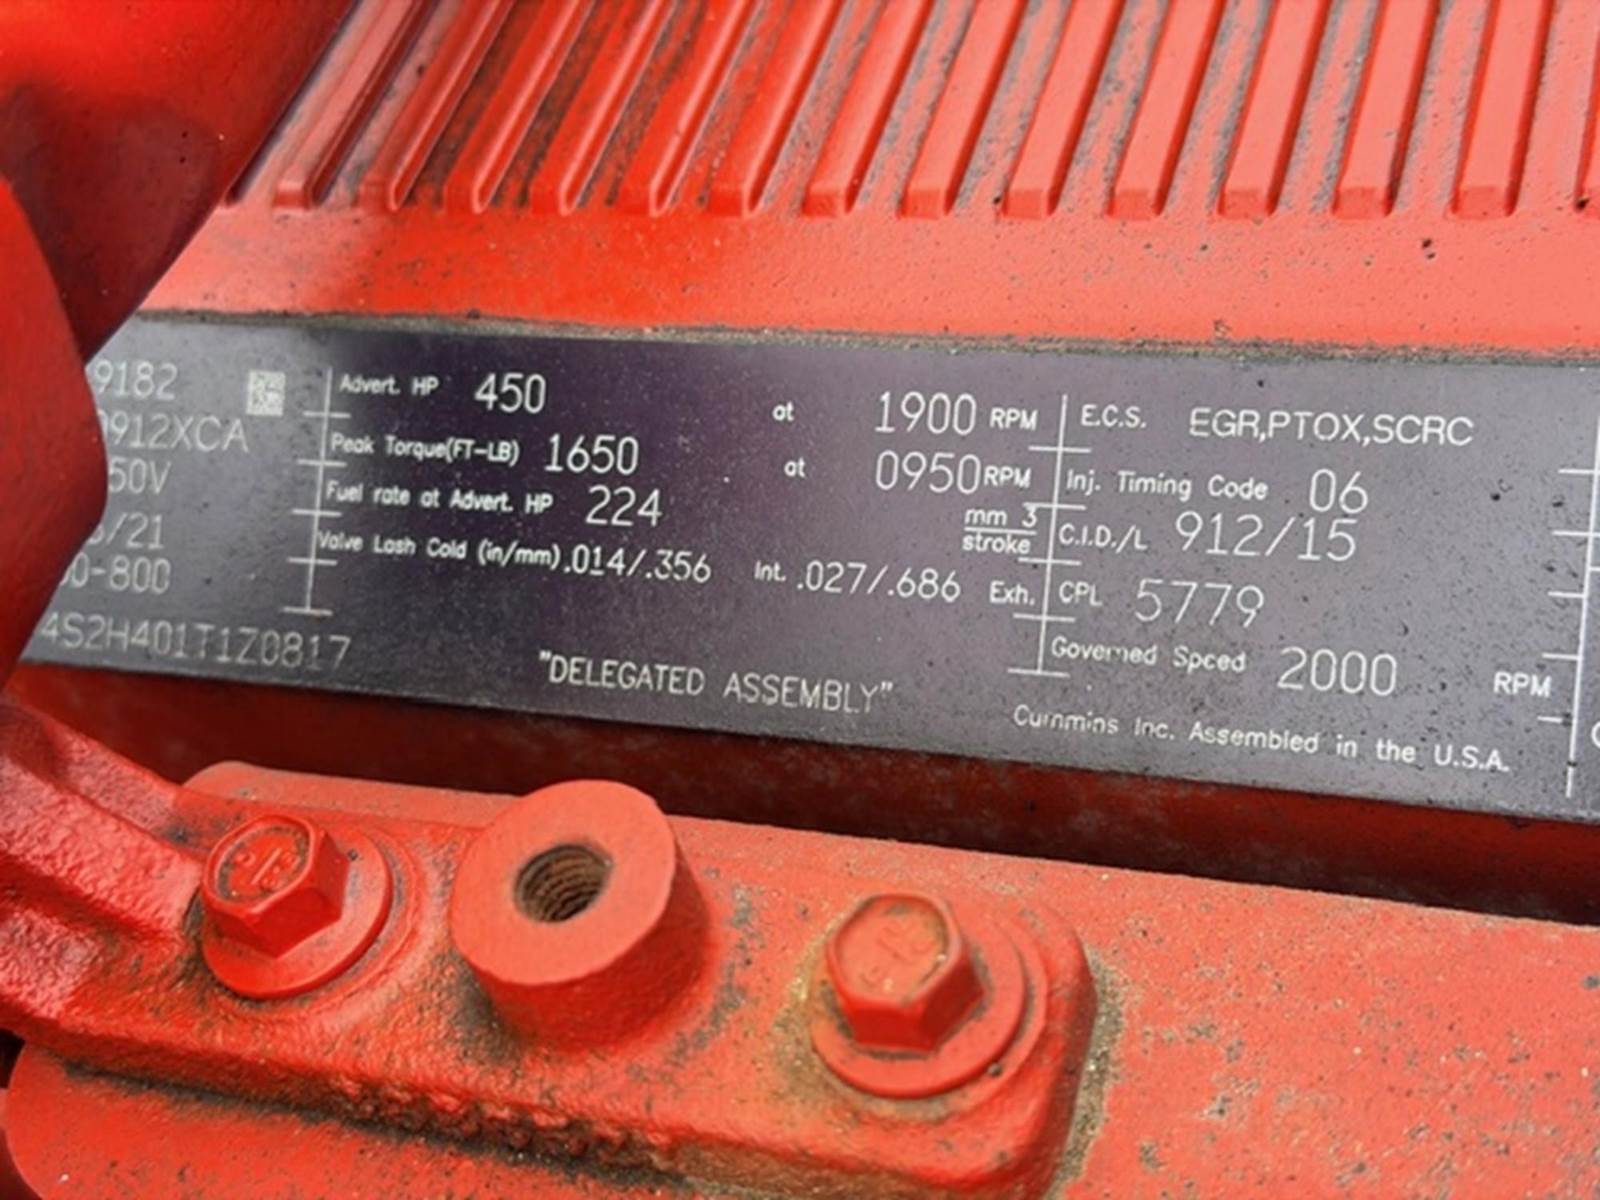 9182
912XCA
50V
/21
0-800
4S2H401T1Z0817
Advert. HP 450 at 1900 RPM
Peak Torque(FT-LB) 1650 at 0950 RPM
Fuel rate at Advert. HP 224 mm 3 stroke
Valve Lash Cold (in/mm) .014/.356 Int. .027/.686 Exh.
"DELEGATED ASSEMBLY"
E.C.S. EGR,PTOX,SCRC
Inj. Timing Code 06
C.I.D./L 912/15
CPL 5779
Governed Speed 2000 RPM
Cummins Inc. Assembled in the U.S.A.